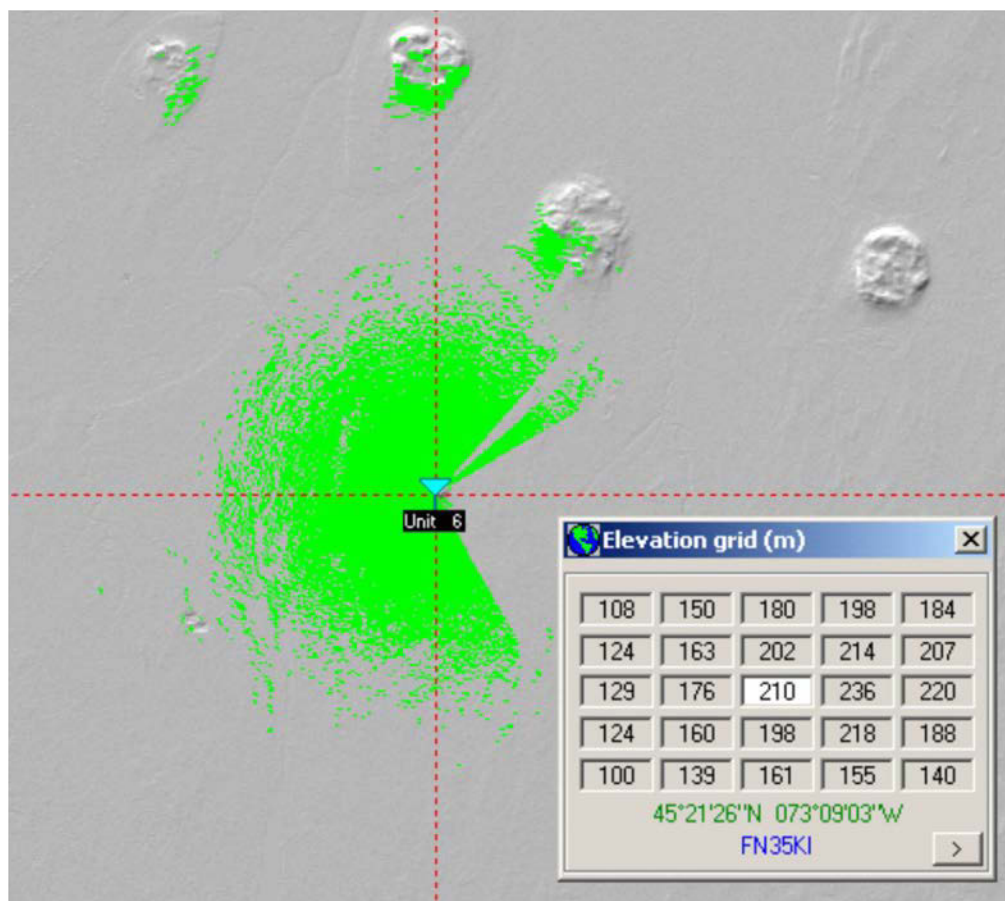 Unit 6
Elevation grid (m)
108 150 180 198 184
124 163 202 214 207
129 176 210 236 220
124 160 198 218 188
100 139 161 155 140
45°21'26"N 073°09'03"W
FN35KI
>